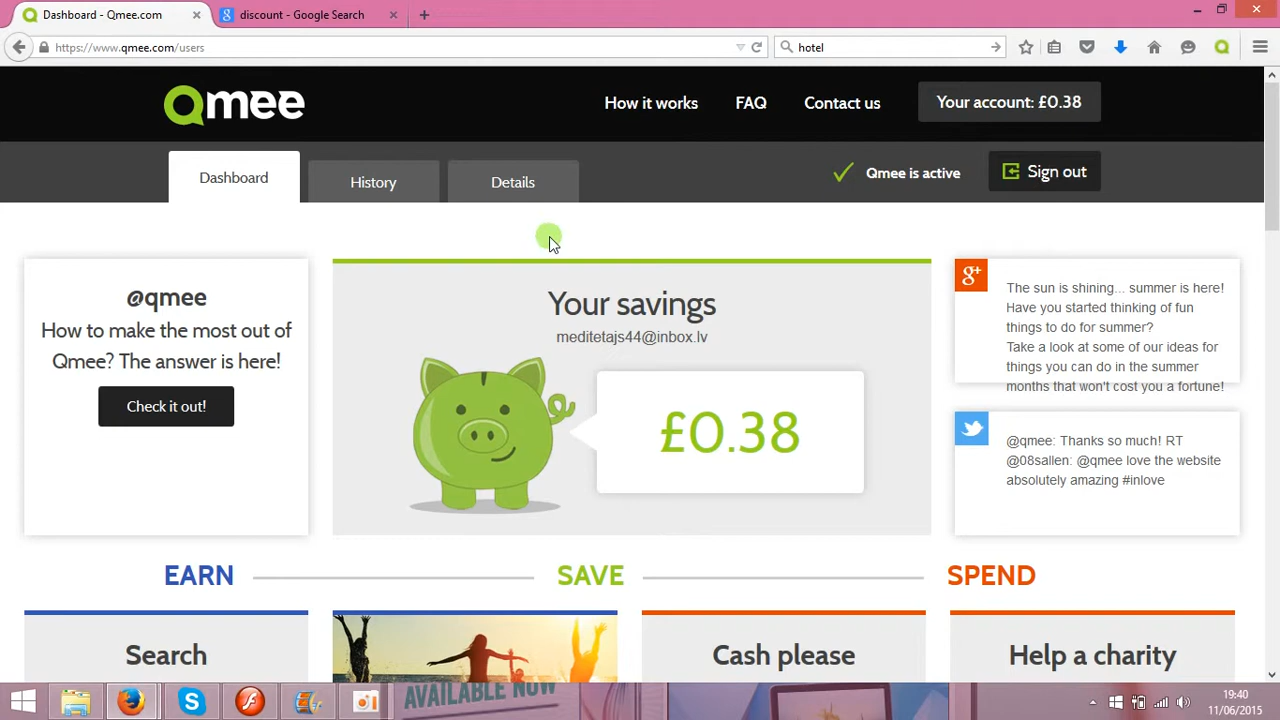 Dashboard - Qmee.com
discount - Google Search
https://www.qmee.com/users
hotel
Qmee
How it works
FAQ
Contact us
Your account: £0.38
Dashboard
History
Details
Qmee is active
Sign out
@qmee
How to make the most out of
Qmee? The answer is here!
Check it out!
Your savings
meditetajs44@inbox.lv
£0.38
g+
The sun is shining... summer is here!
Have you started thinking of fun
things to do for summer?
Take a look at some of our ideas for
things you can do in the summer
months that won't cost you a fortune!
@qmee: Thanks so much! RT
@08sallen: @qmee love the website
absolutely amazing #inlove
EARN
SAVE
SPEND
Search
Cash please
Help a charity
AVAILABLE NOW
19:40
11/06/2015